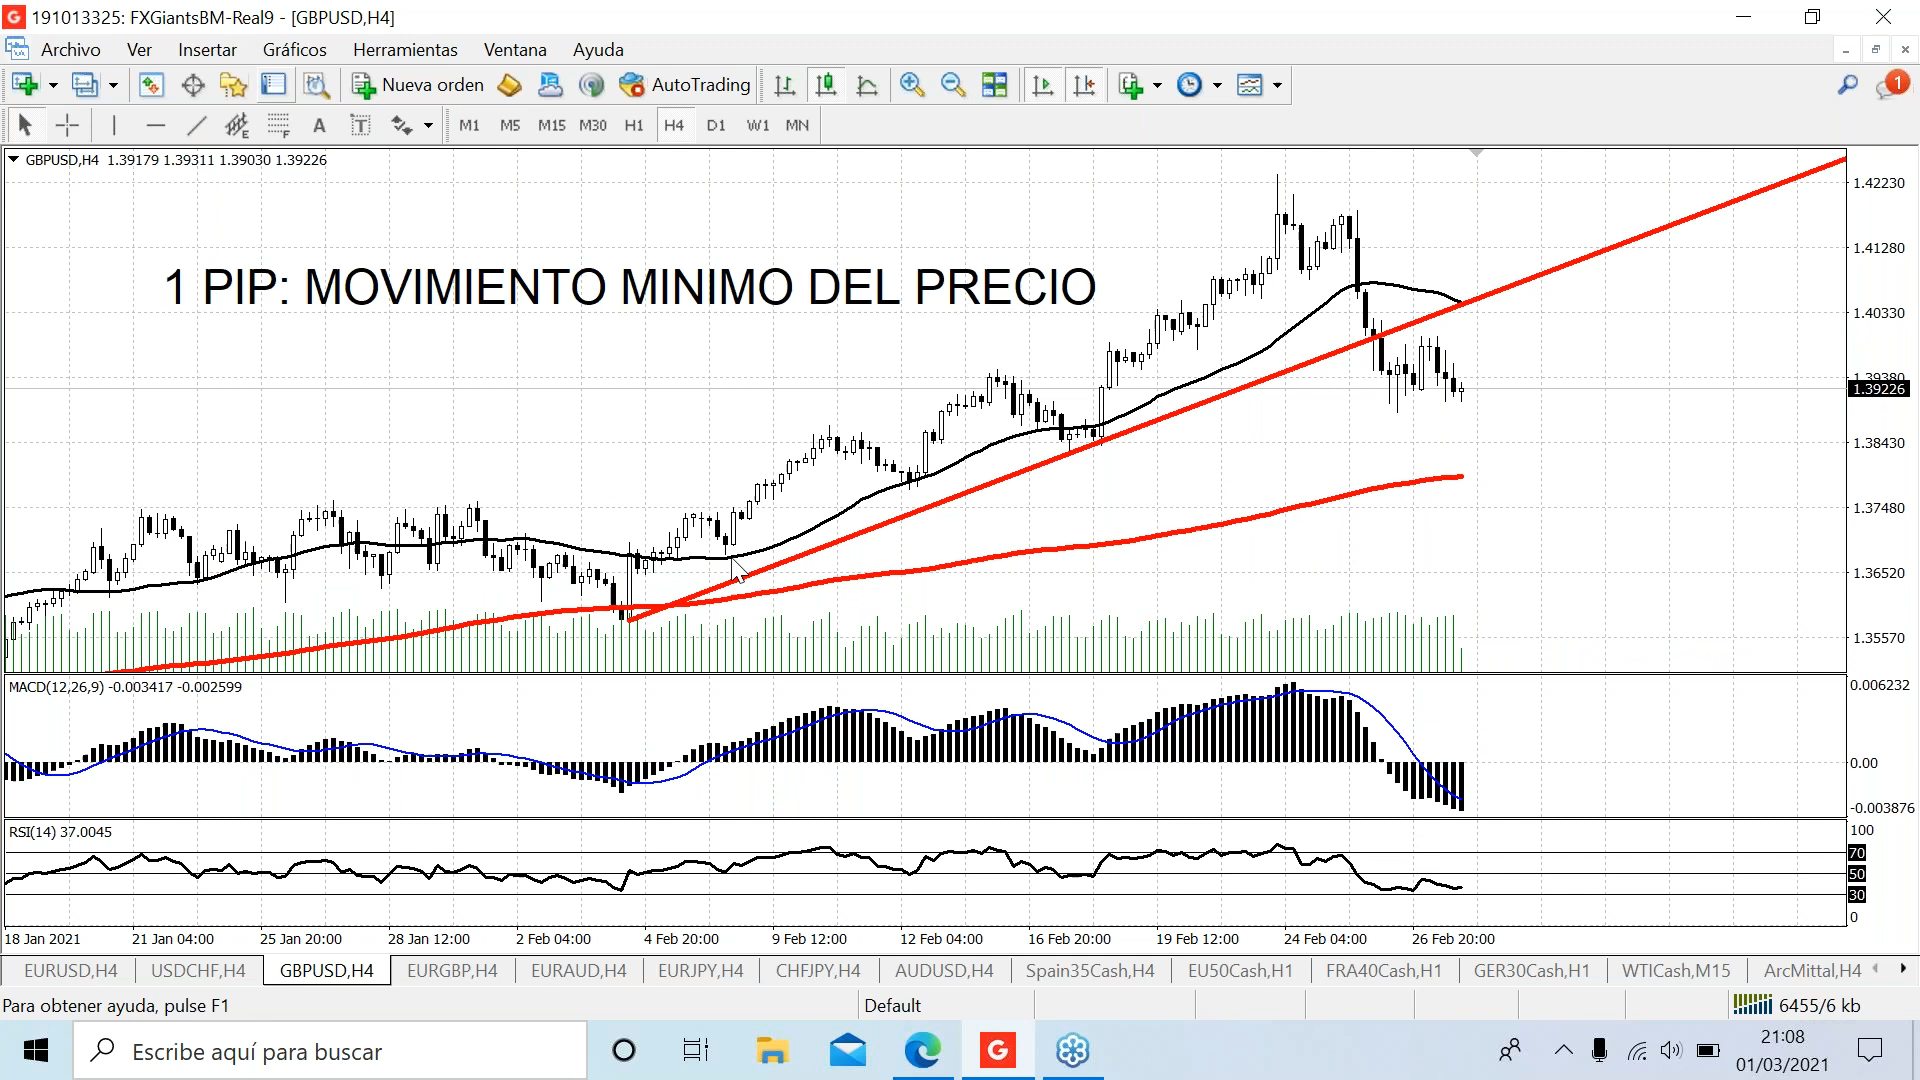 191013325: FXGiantsBM-Real9 - [GBPUSD,H4]
Archivo Ver Insertar Gráficos Herramientas Ventana Ayuda
Nueva orden AutoTrading 1
E F A T M1 M5 M15 M30 H1 H4 D1 W1 MN
GBPUSD,H4 1.39179 1.39311 1.39030 1.39226
1 PIP: MOVIMIENTO MINIMO DEL PRECIO
1.42230
1.41280
1.40330
1.39380
1.39226
1.38430
1.37480
1.36520
1.35570
MACD(12,26,9) -0.003417 -0.002599
0.006232
0.00
-0.003876
RSI(14) 37.0045
100
70
50
30
0
18 Jan 2021 21 Jan 04:00 25 Jan 20:00 28 Jan 12:00 2 Feb 04:00 4 Feb 20:00 9 Feb 12:00 12 Feb 04:00 16 Feb 20:00 19 Feb 12:00 24 Feb 04:00 26 Feb 20:00
EURUSD,H4 USDCHF,H4 GBPUSD,H4 EURGBP,H4 EURAUD,H4 EURJPY,H4 CHFJPY,H4 AUDUSD,H4 Spain35Cash,H4 EU50Cash,H1 FRA40Cash,H1 GER30Cash,H1 WTICash,M15 ArcMittal,H4
Para obtener ayuda, pulse F1 Default 6455/6 kb
Escribe aquí para buscar
G
21:08
01/03/2021